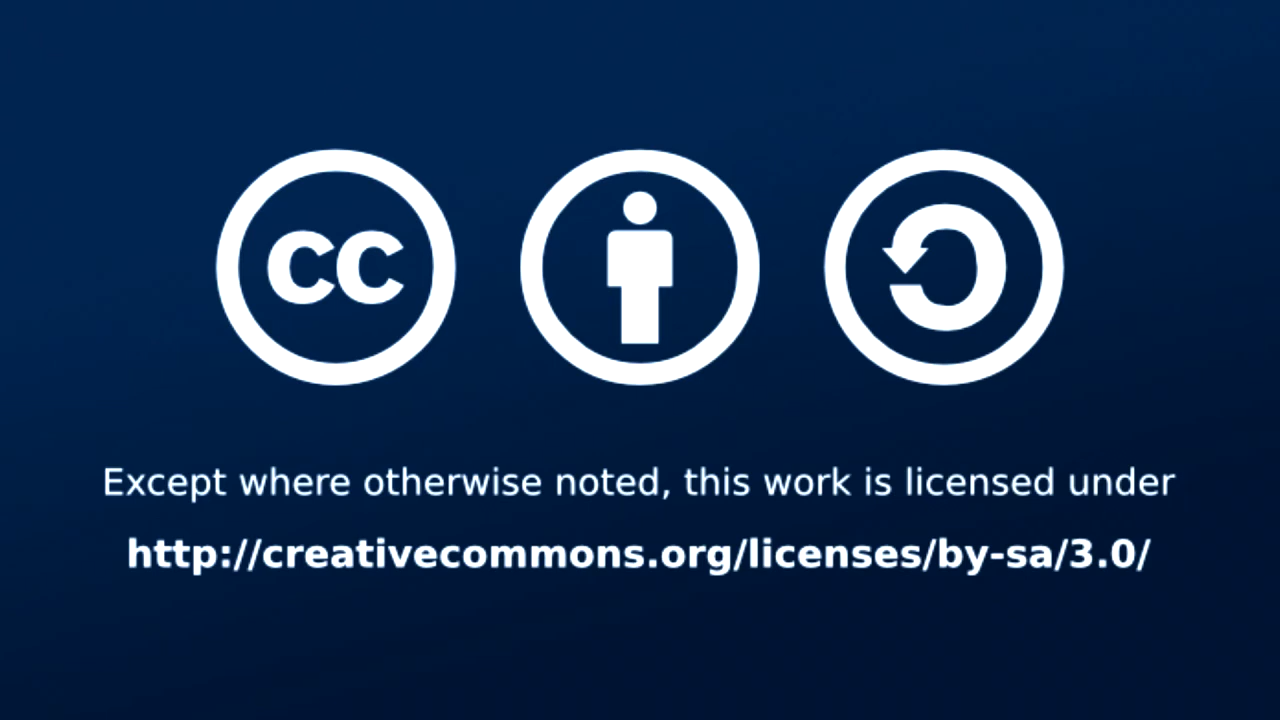 cc
Except where otherwise noted, this work is licensed under
http://creativecommons.org/licenses/by-sa/3.0/